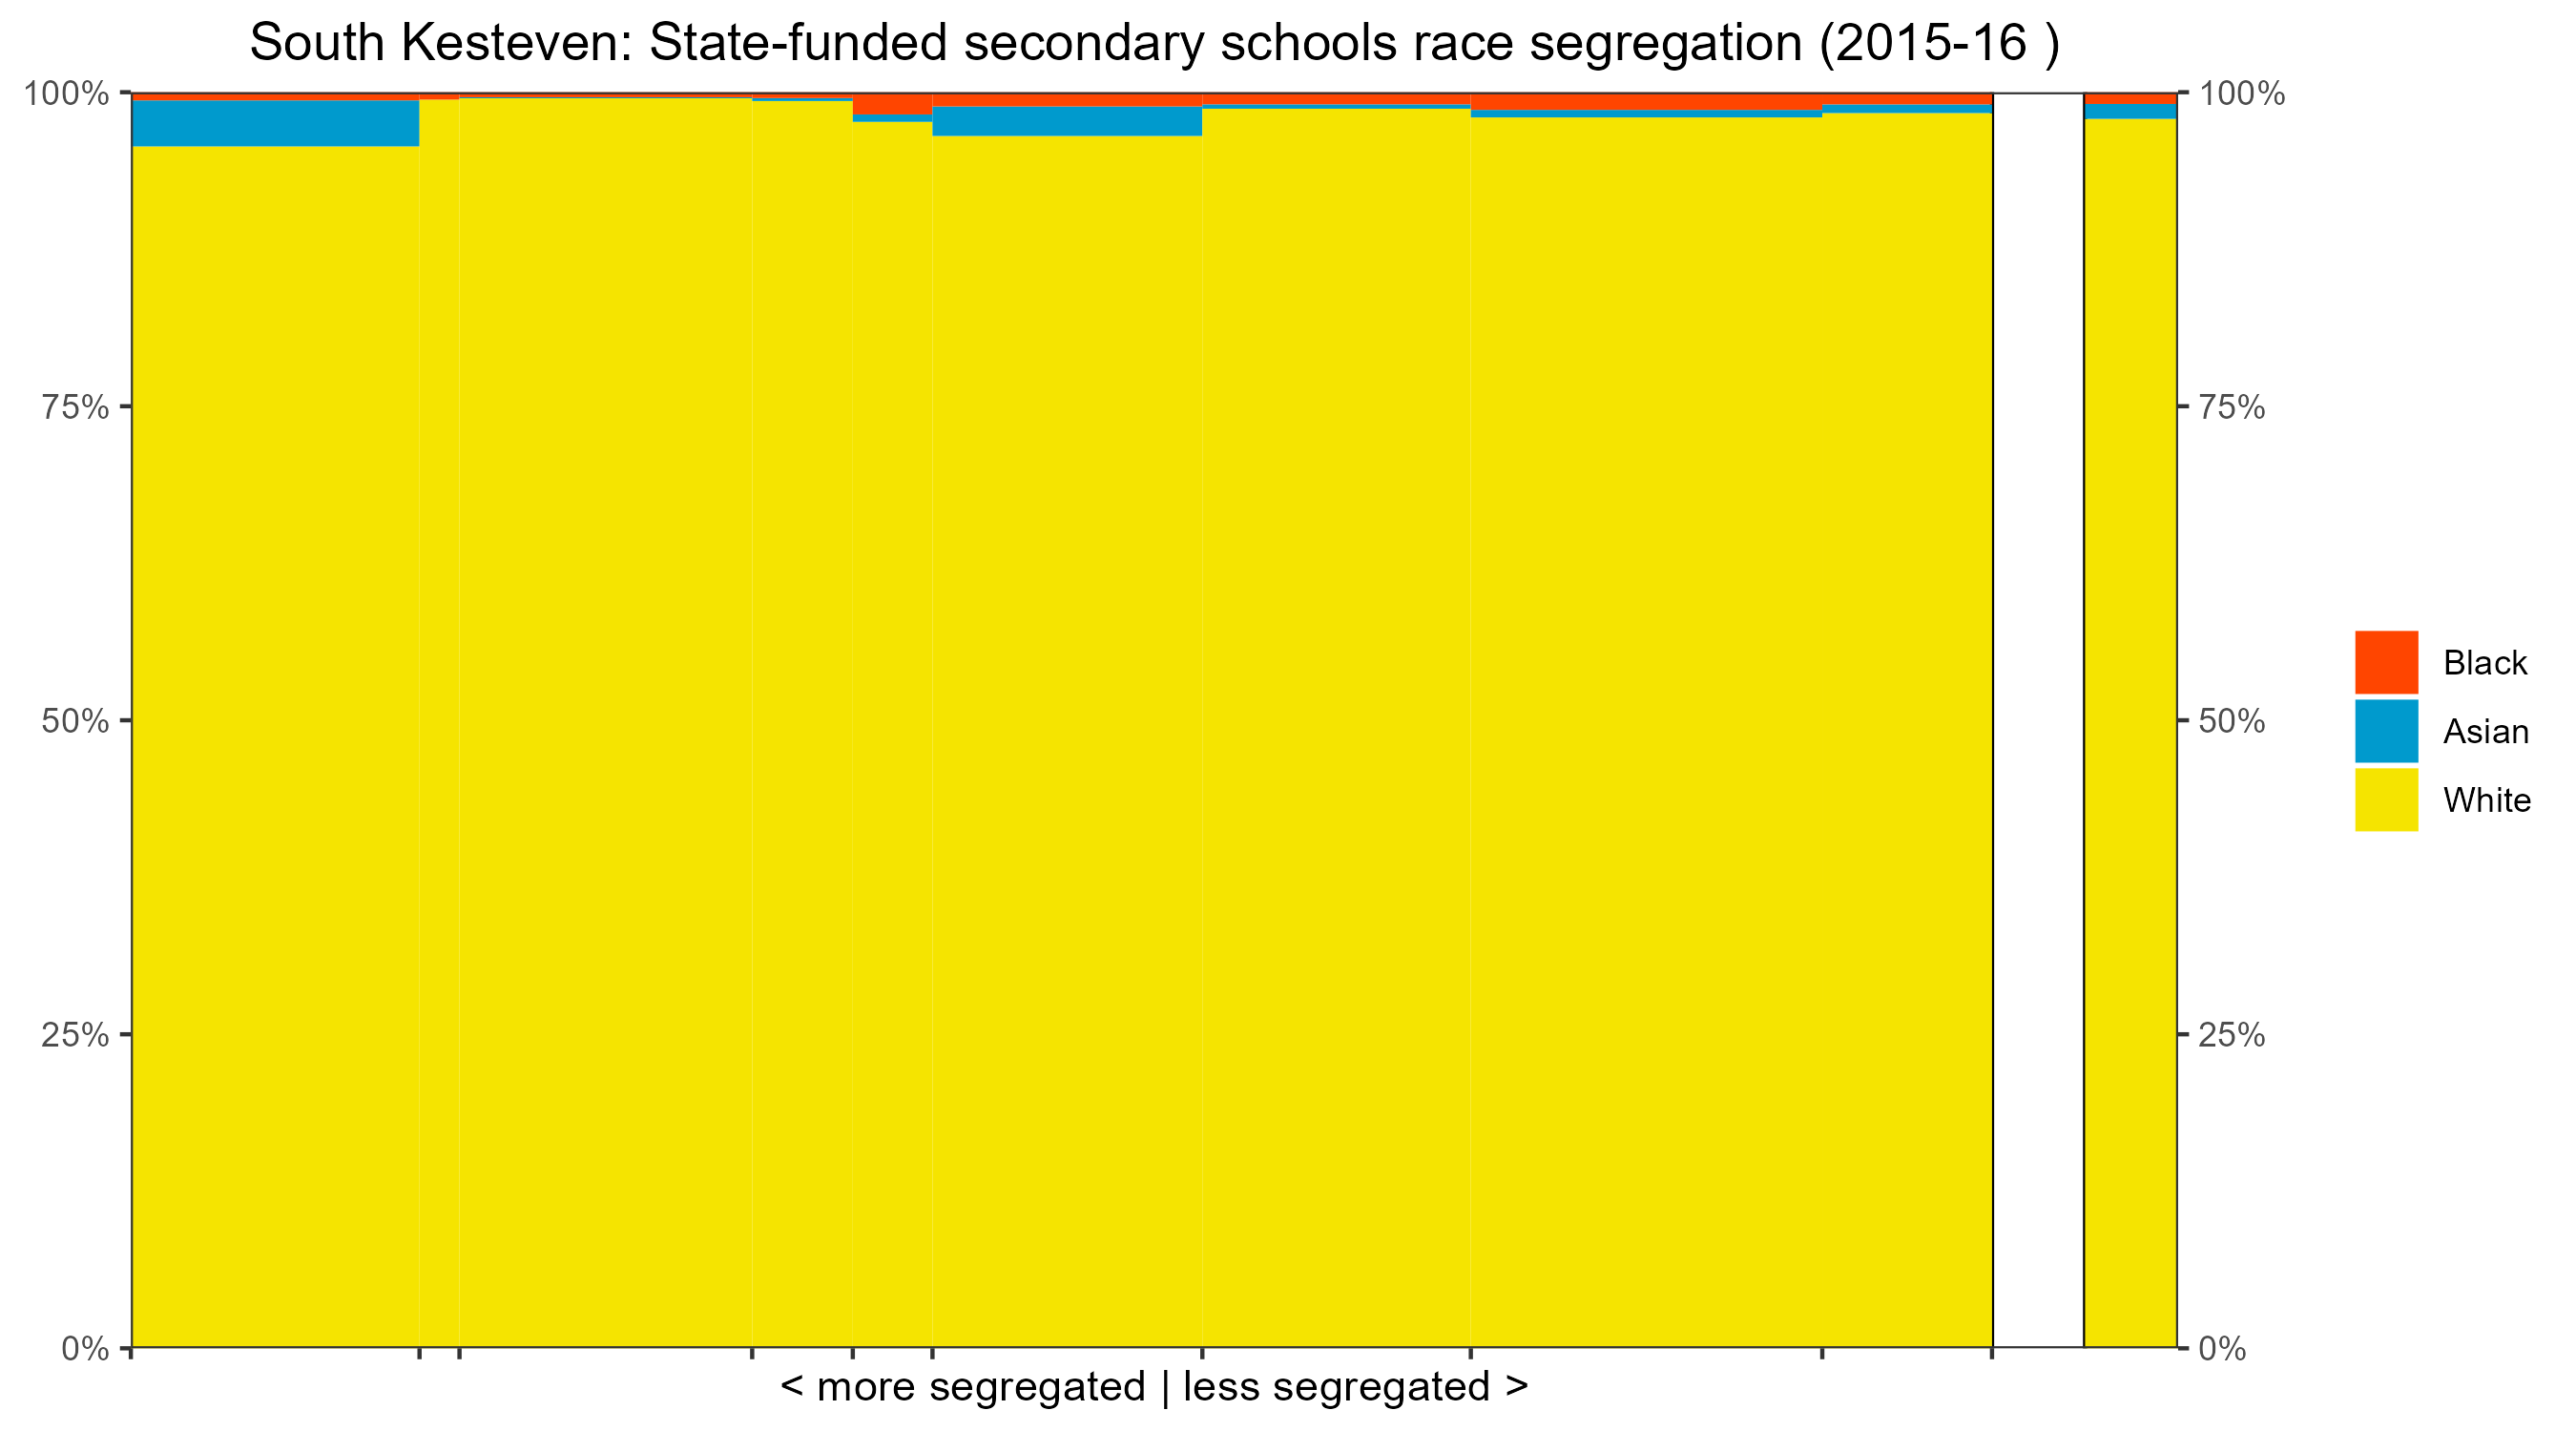 South Kesteven: State-funded secondary schools race segregation (2015-16 )
100%
75%
50%
25%
0%
100%
75%
50%
25%
0%
Black
Asian
White
< more segregated | less segregated >